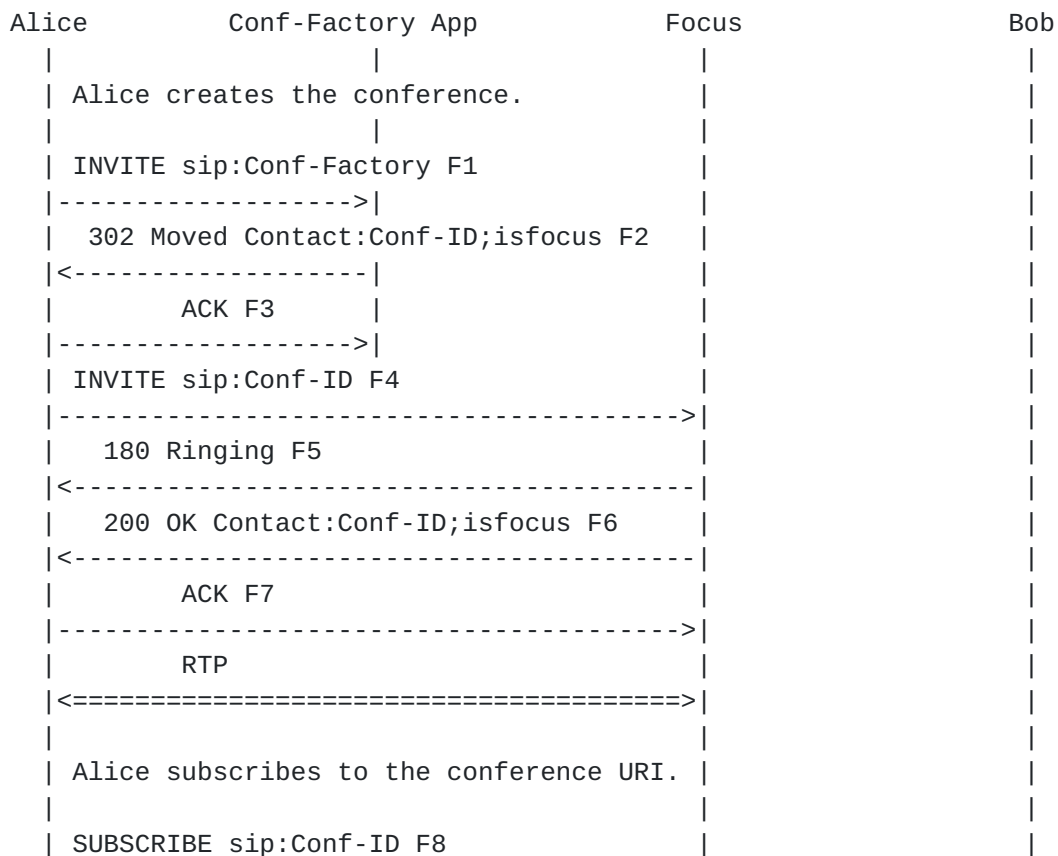 Alice         Conf-Factory App            Focus                 Bob
  |                    |                    |                    |
  | Alice creates the conference.           |                    |
  |                    |                    |                    |
  | INVITE sip:Conf-Factory F1              |                    |
  |------------------->|                    |                    |
  |  302 Moved Contact:Conf-ID;isfocus F2   |                    |
  |<-------------------|                    |                    |
  |        ACK F3      |                    |                    |
  |------------------->|                    |                    |
  | INVITE sip:Conf-ID F4                   |                    |
  |---------------------------------------->|                    |
  |   180 Ringing F5                        |                    |
  |<----------------------------------------|                    |
  |   200 OK Contact:Conf-ID;isfocus F6     |                    |
  |<----------------------------------------|                    |
  |        ACK F7                           |                    |
  |---------------------------------------->|                    |
  |        RTP                              |                    |
  |<=======================================>|                    |
  |                                         |                    |
  | Alice subscribes to the conference URI. |                    |
  |                                         |                    |
  | SUBSCRIBE sip:Conf-ID F8                |                    |